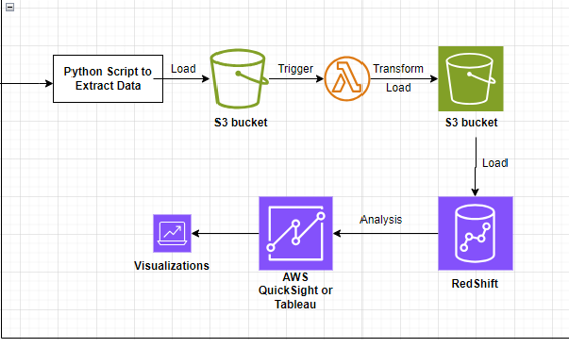 Python Script to
Extract Data
Load
S3 bucket
Trigger
Transform
Load
S3 bucket
Load
RedShift
Analysis
AWS
QuickSight or
Tableau
Visualizations